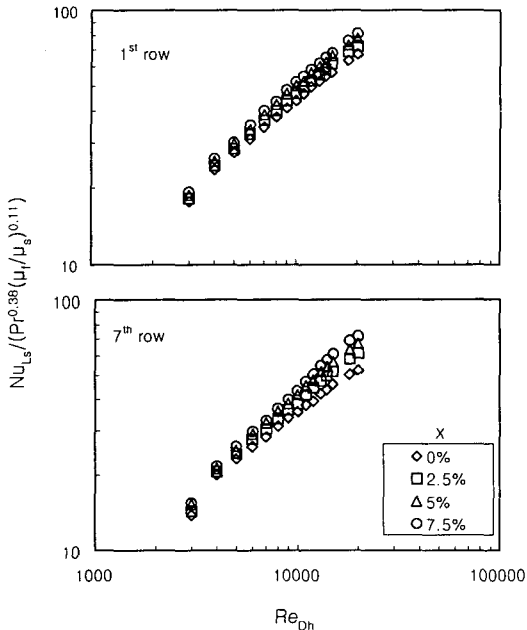 100
1st row
10
Nu_Ls/(Pr^0.38(μ_f/μ_s)^0.11)
100
7th row
X
0%
2.5%
5%
7.5%
10
1000
10000
100000
Re_Dh